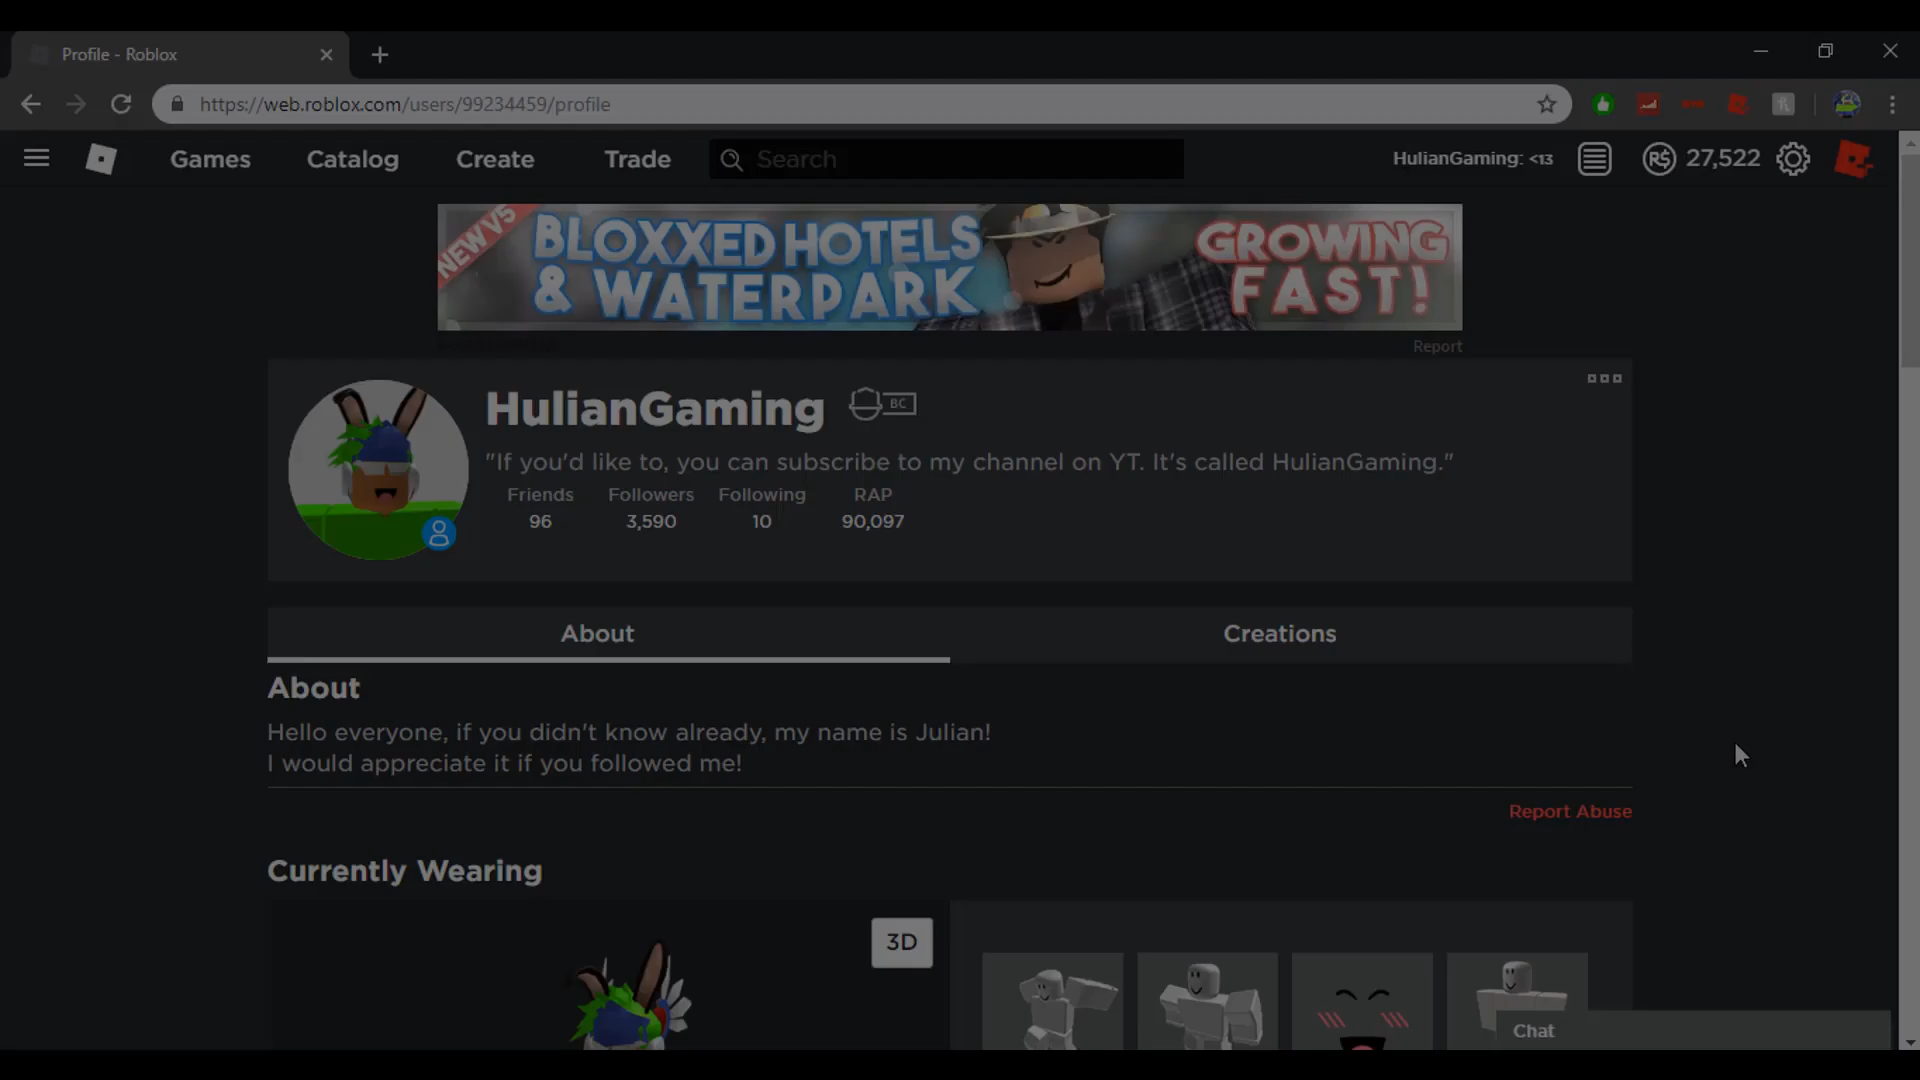 Profile - Roblox
https://web.roblox.com/users/99234459/profile
Games Catalog Create Trade Search HulianGaming: <13 R$ 27,522
NEW V5
BLOXXED HOTELS
& WATERPARK
GROWING
FAST!
Report
HulianGaming BC
"If you'd like to, you can subscribe to my channel on YT. It's called HulianGaming."
Friends Followers Following RAP
96 3,590 10 90,097
About Creations
About
Hello everyone, if you didn't know already, my name is Julian!
I would appreciate it if you followed me!
Report Abuse
Currently Wearing
3D
Chat